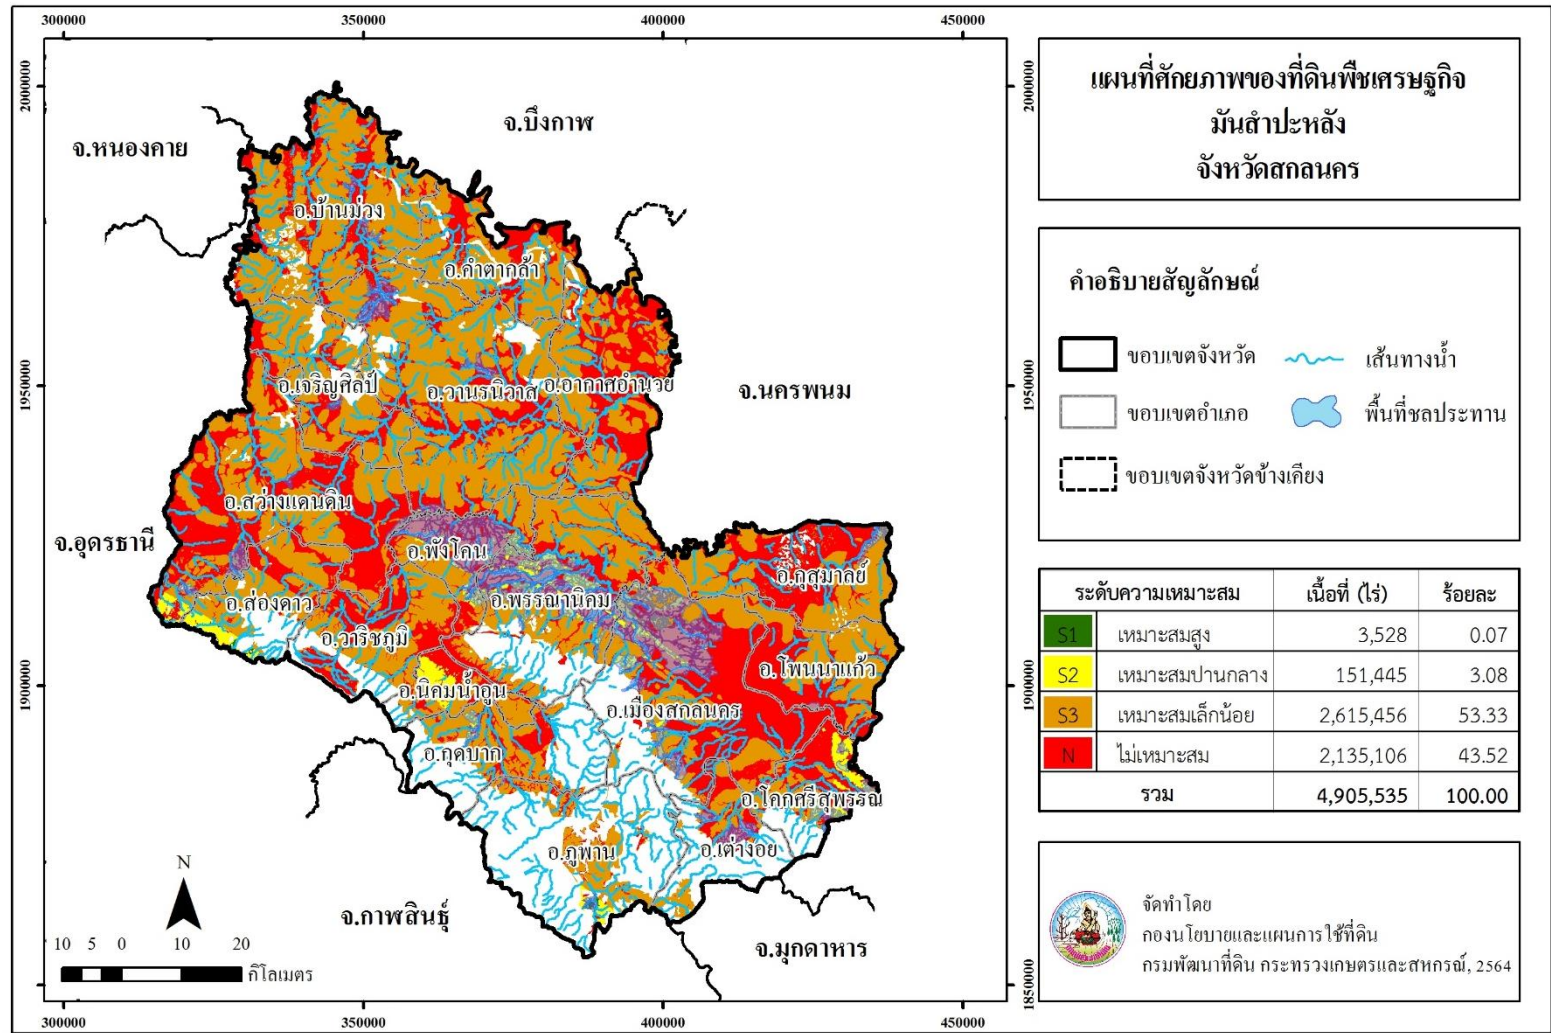 300000 350000 400000 450000
2000000
1950000
1900000
จ.หนองคาย
จ.บึงกาฬ
อ.บ้านม่วง
อ.คำตากล้า
อ.เจริญศิลป์
อ.วานรนิวาส
อ.อากาศอำนวย
จ.นครพนม
อ.สว่างแดนดิน
จ.อุดรธานี
อ.พังโคน
อ.กุสุมาลย์
อ.ส่องดาว
อ.พรรณานิคม
อ.วาริชภูมิ
อ.โพนนาแก้ว
อ.นิคมน้ำอูน
อ.เมืองสกลนคร
อ.กุดบาก
อ.โคกศรีสุพรรณ
อ.ภูพาน
อ.เต่างอย
จ.กาฬสินธุ์
จ.มุกดาหาร
N
10 5 0 10 20
กิโลเมตร
2000000
1950000
1900000
1850000
300000 350000 400000 450000
แผนที่ศักยภาพของที่ดินพืชเศรษฐกิจ
มันสำปะหลัง
จังหวัดสกลนคร
คำอธิบายสัญลักษณ์
ขอบเขตจังหวัด เส้นทางน้ำ
ขอบเขตอำเภอ พื้นที่ชลประทาน
ขอบเขตจังหวัดข้างเคียง
ระดับความเหมาะสม เนื้อที่ (ไร่) ร้อยละ
S1 เหมาะสมสูง 3,528 0.07
S2 เหมาะสมปานกลาง 151,445 3.08
S3 เหมาะสมเล็กน้อย 2,615,456 53.33
N ไม่เหมาะสม 2,135,106 43.52
รวม 4,905,535 100.00
จัดทำโดย
กองนโยบายและแผนการใช้ที่ดิน
กรมพัฒนาที่ดิน กระทรวงเกษตรและสหกรณ์, 2564